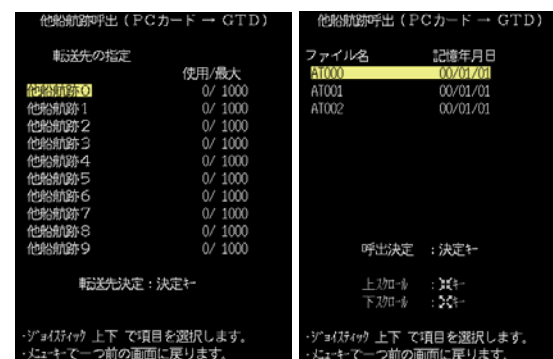 他船航跡呼出（ＰＣカード → ＧＴＤ）
転送先の指定
使用/最大
他船航跡０ 0/ 1000
他船航跡１ 0/ 1000
他船航跡２ 0/ 1000
他船航跡３ 0/ 1000
他船航跡４ 0/ 1000
他船航跡５ 0/ 1000
他船航跡６ 0/ 1000
他船航跡７ 0/ 1000
他船航跡８ 0/ 1000
他船航跡９ 0/ 1000
転送先決定：決定ｷｰ
・ｼﾞｮｲｽﾃｨｯｸ 上下 で項目を選択します。
・ﾒﾆｭｰｷｰで一つ前の画面に戻ります。
他船航跡呼出（ＰＣカード → ＧＴＤ）
ファイル名 記憶年月日
AT000 00/01/01
AT001 00/01/01
AT002 00/01/01
呼出決定 ：決定ｷｰ
上ｽｸﾛｰﾙ ：ｷｰ
下ｽｸﾛｰﾙ ：ｷｰ
・ｼﾞｮｲｽﾃｨｯｸ 上下 で項目を選択します。
・ﾒﾆｭｰｷｰで一つ前の画面に戻ります。